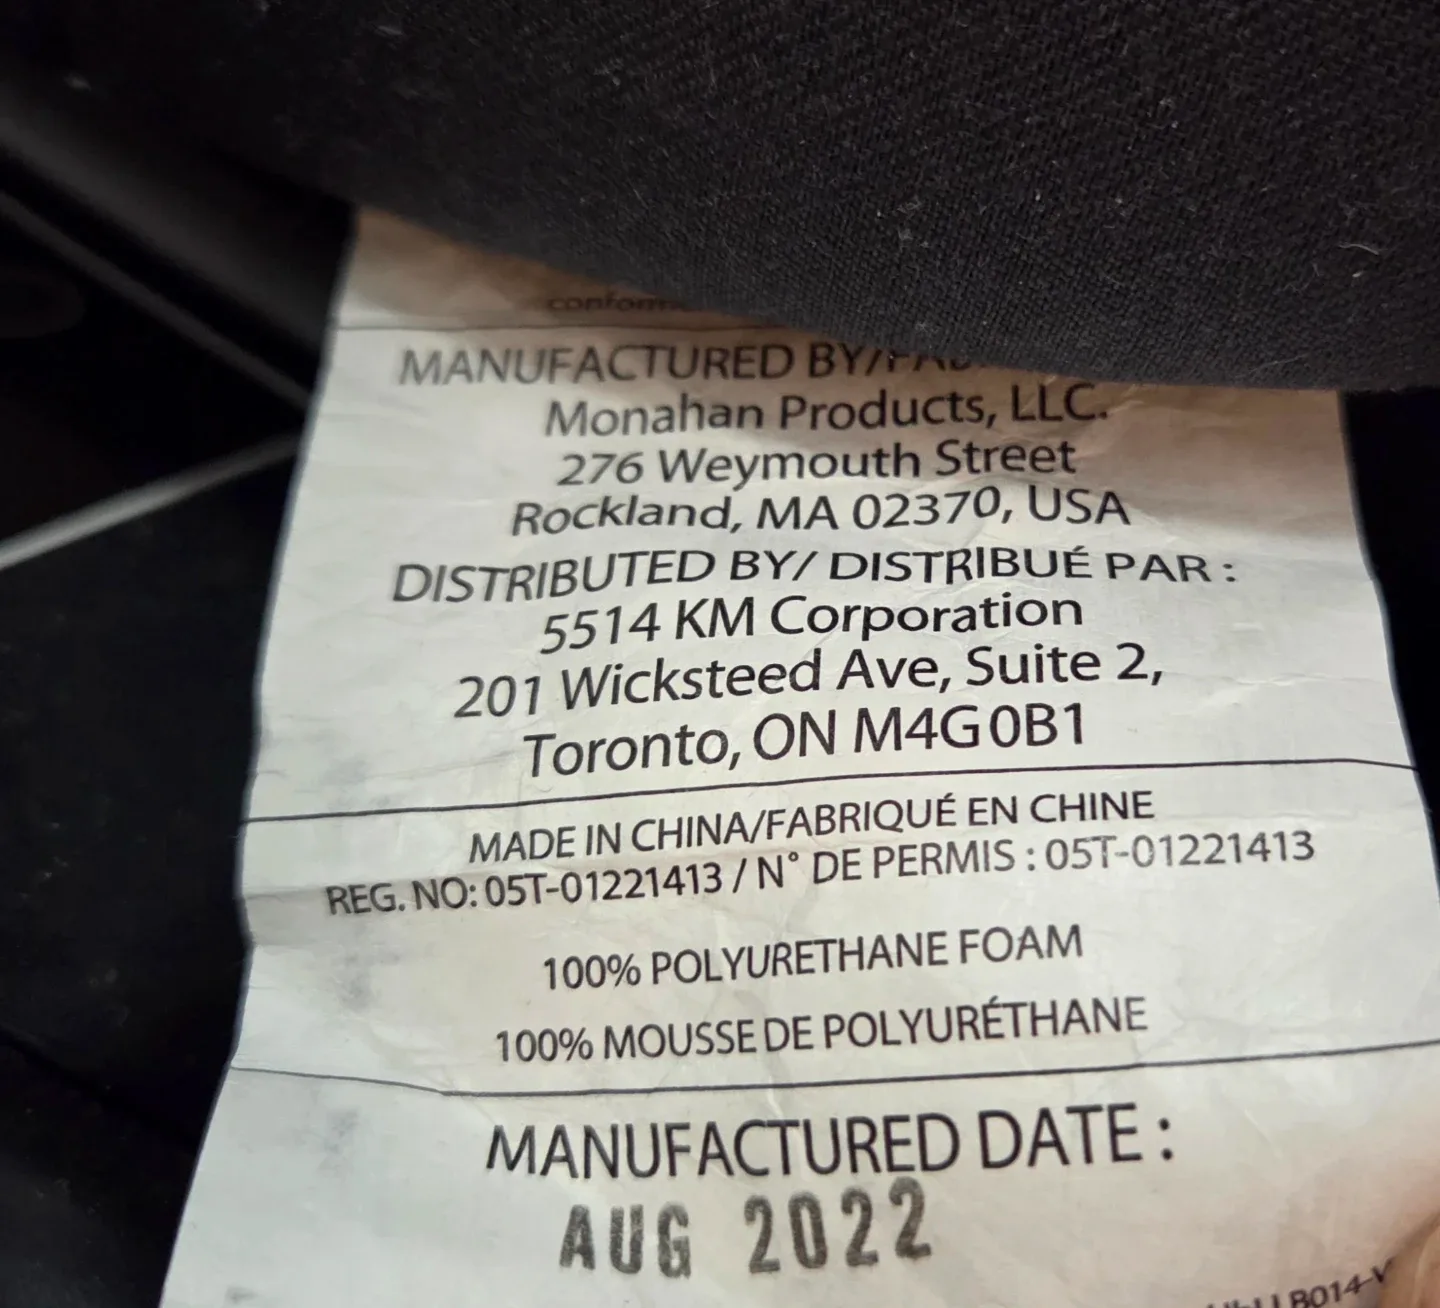 MANUFACTURED BY/FAB
Monahan Products, LLC.
276 Weymouth Street
Rockland, MA 02370, USA
DISTRIBUTED BY/ DISTRIBUÉ PAR :
5514 KM Corporation
201 Wicksteed Ave, Suite 2,
Toronto, ON M4G 0B1
MADE IN CHINA/FABRIQUÉ EN CHINE
REG. NO: 05T-01221413 / N° DE PERMIS : 05T-01221413
100% POLYURETHANE FOAM
100% MOUSSE DE POLYURÉTHANE
MANUFACTURED DATE :
AUG 2022